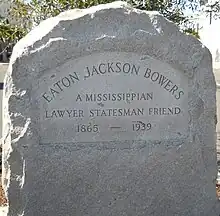 EATON JACKSON BOWERS
A MISSISSIPPIAN
LAWYER STATESMAN FRIEND
1865 — 1939